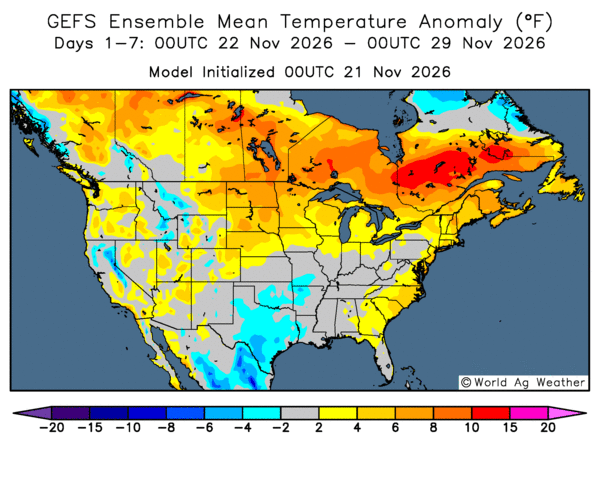 GEFS Ensemble Mean Temperature Anomaly (°F)
Days 1-7: 00UTC 22 Nov 2026 - 00UTC 29 Nov 2026
Model Initialized 00UTC 21 Nov 2026
©World Ag Weather
-20 -15 -10 -8 -6 -4 -2 2 4 6 8 10 15 20